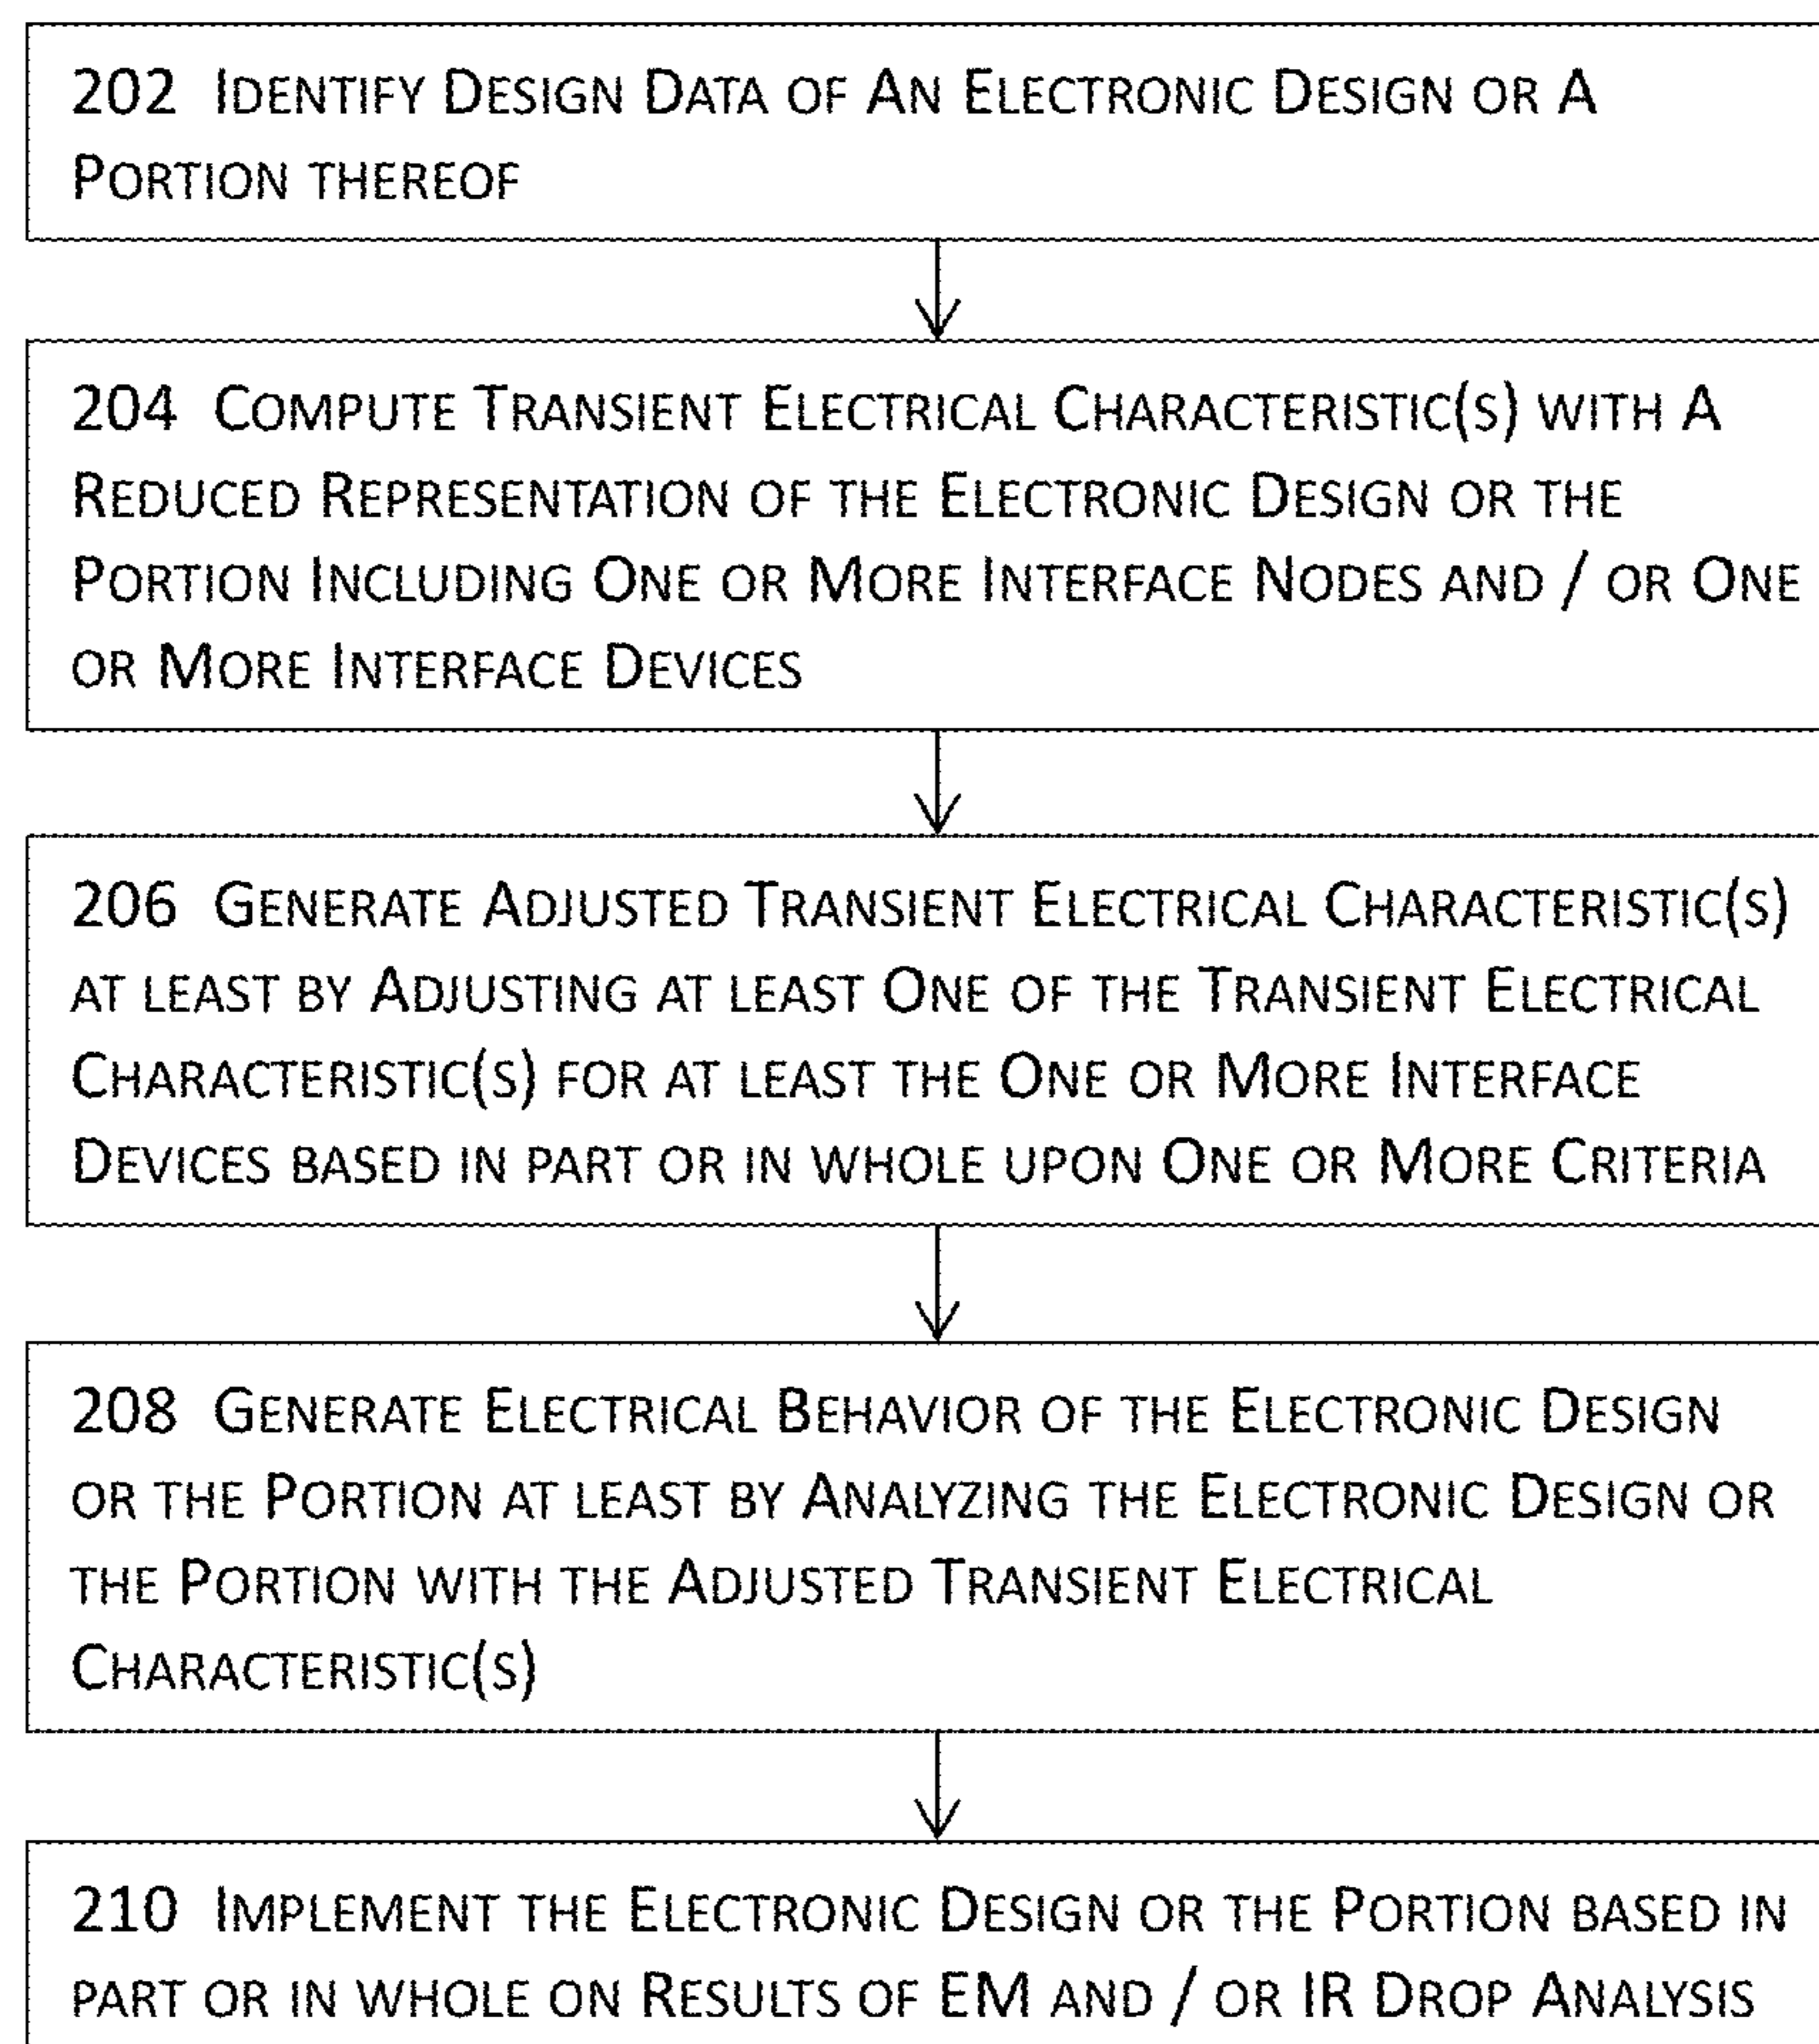 202 IDENTIFY DESIGN DATA OF AN ELECTRONIC DESIGN OR A
PORTION THEREOF
204 COMPUTE TRANSIENT ELECTRICAL CHARACTERISTIC(S) WITH A
REDUCED REPRESENTATION OF THE ELECTRONIC DESIGN OR THE
PORTION INCLUDING ONE OR MORE INTERFACE NODES AND / OR ONE
OR MORE INTERFACE DEVICES
206 GENERATE ADJUSTED TRANSIENT ELECTRICAL CHARACTERISTIC(S)
AT LEAST BY ADJUSTING AT LEAST ONE OF THE TRANSIENT ELECTRICAL
CHARACTERISTIC(S) FOR AT LEAST THE ONE OR MORE INTERFACE
DEVICES BASED IN PART OR IN WHOLE UPON ONE OR MORE CRITERIA
208 GENERATE ELECTRICAL BEHAVIOR OF THE ELECTRONIC DESIGN
OR THE PORTION AT LEAST BY ANALYZING THE ELECTRONIC DESIGN OR
THE PORTION WITH THE ADJUSTED TRANSIENT ELECTRICAL
CHARACTERISTIC(S)
210 IMPLEMENT THE ELECTRONIC DESIGN OR THE PORTION BASED IN
PART OR IN WHOLE ON RESULTS OF EM AND / OR IR DROP ANALYSIS